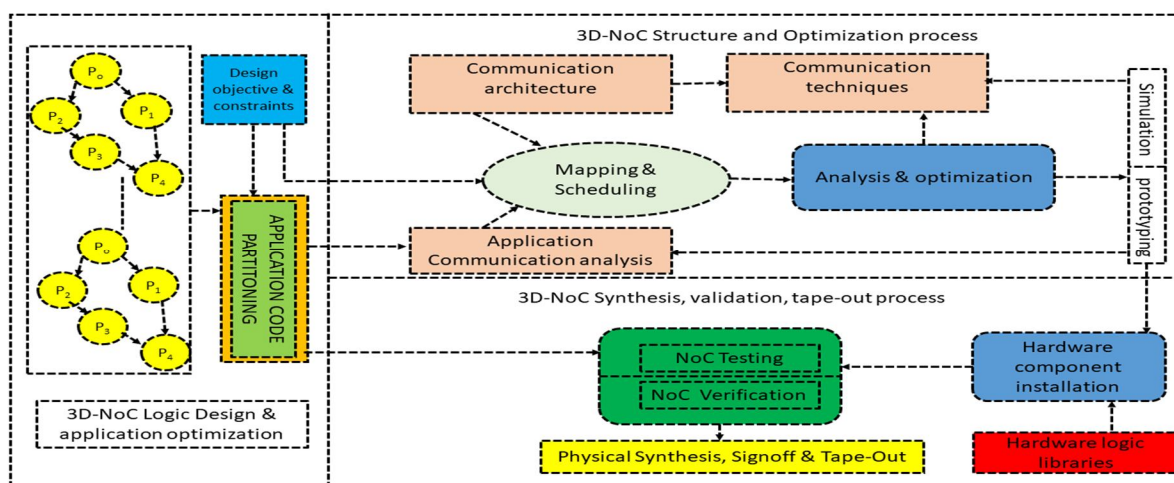 3D-NoC Structure and Optimization process
Pₒ
P₂
P₁
P₃
P₄
Pₒ
P₂
P₁
P₃
P₄
Design
objective &
constraints
APPLICATION CODE
PARTITIONING
3D-NoC Logic Design &
application optimization
Communication
architecture
Communication
techniques
Mapping &
Scheduling
Analysis & optimization
Simulation
prototyping
Application
Communication analysis
3D-NoC Synthesis, validation, tape-out process
NoC Testing
NoC Verification
Hardware
component
installation
Physical Synthesis, Signoff & Tape-Out
Hardware logic
libraries